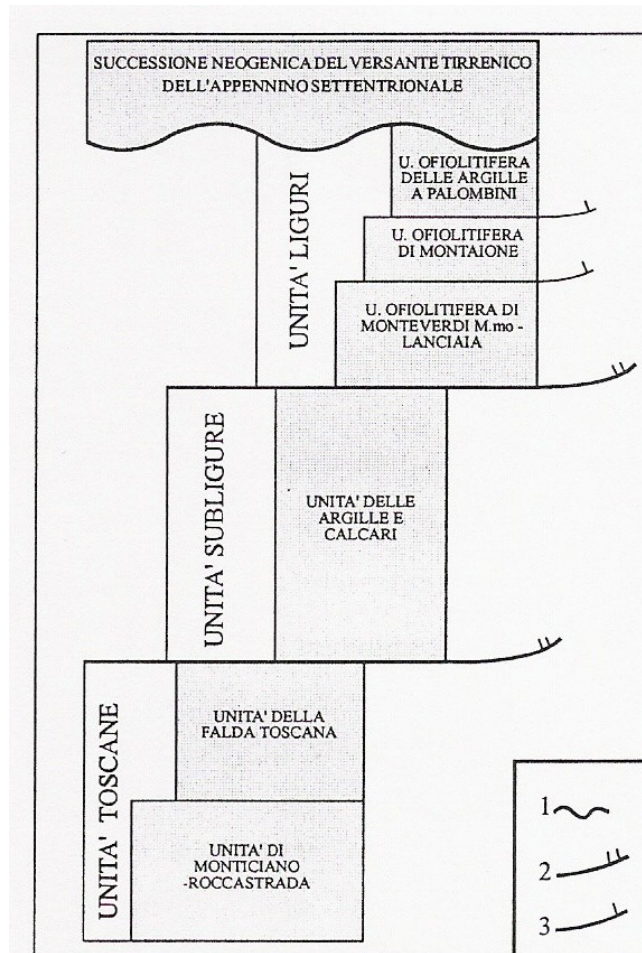 SUCCESSIONE NEOGENICA DEL VERSANTE TIRRENICO
DELL'APPENNINO SETTENTRIONALE
UNITA' LIGURI
U. OFIOLITIFERA
DELLE ARGILLE
A PALOMBINI
U. OFIOLITIFERA
DI MONTAIONE
U. OFIOLITIFERA DI
MONTEVERDI M.mo -
LANCIAIA
UNITA' SUBLIGURE
UNITA' DELLE
ARGILLE E
CALCARI
UNITA' TOSCANE
UNITA' DELLA
FALDA TOSCANA
UNITA' DI
MONTICIANO
-ROCCASTRADA
1
2
3